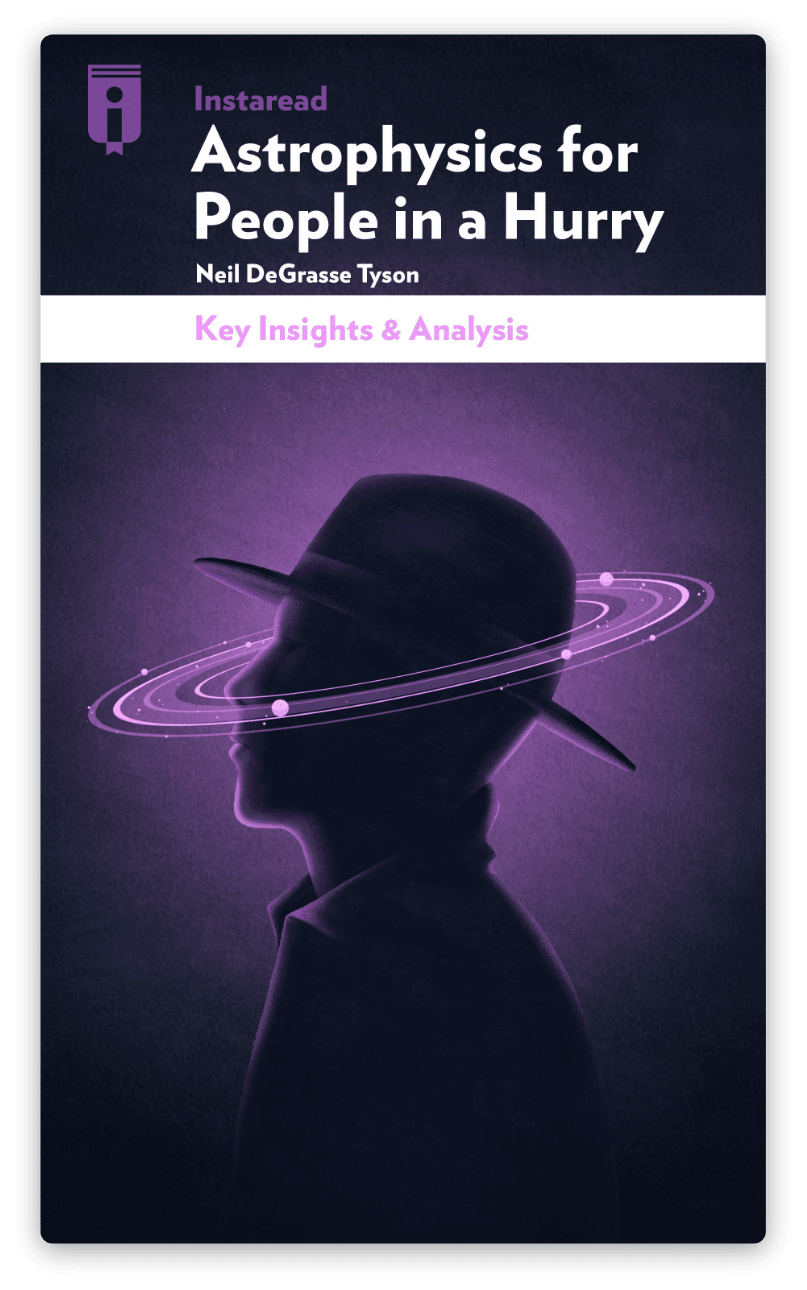 Instaread
Astrophysics for
People in a Hurry
Neil DeGrasse Tyson
Key Insights & Analysis